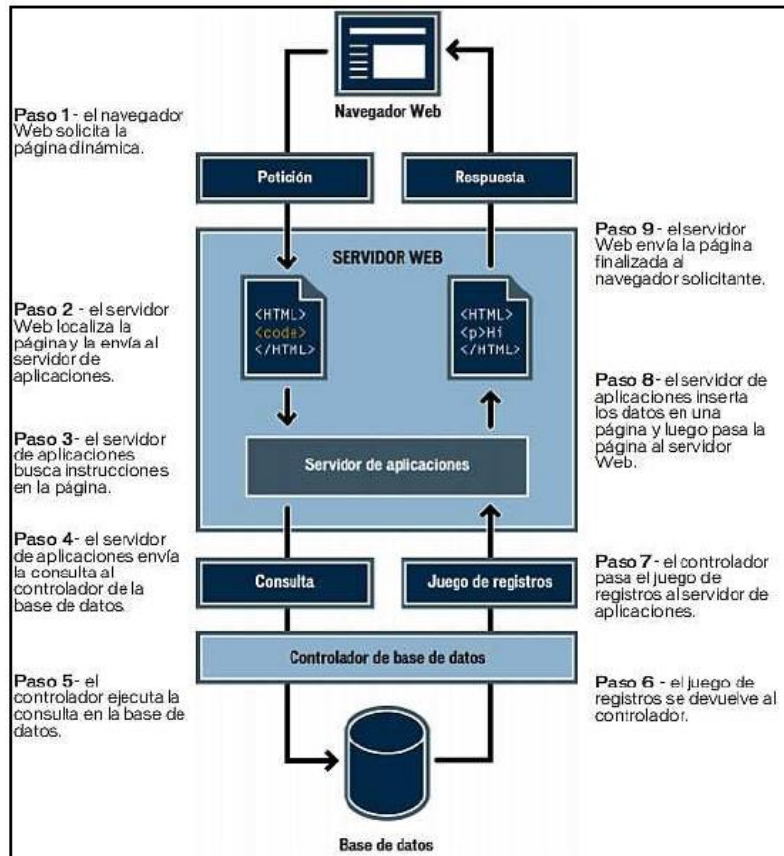 Navegador Web
Paso 1 - el navegador
Web solicita la
página dinámica.
Petición
Respuesta
SERVIDOR WEB
Paso 9 - el servidor
Web envía la página
finalizada al
navegador solicitante.
Paso 2 - el servidor
Web localiza la
página y la envía al
servidor de
aplicaciones.
<HTML>
<code>
</HTML>
<HTML>
<p>Hi
</HTML>
Paso 8 - el servidor de
aplicaciones inserta
los datos en una
página y luego pasa la
página al servidor
Web.
Paso 3 - el servidor
de aplicaciones
busca instrucciones
en la página.
Servidor de aplicaciones
Paso 4 - el servidor
de aplicaciones envía
la consulta al
controlador de la
base de datos.
Consulta
Juego de registros
Paso 7 - el controlador
pasa el juego de
registros al servidor de
aplicaciones.
Controlador de base de datos
Paso 5 - el
controlador ejecuta la
consulta en la base de
datos.
Paso 6 - el juego de
registros se devuelve al
controlador.
Base de datos